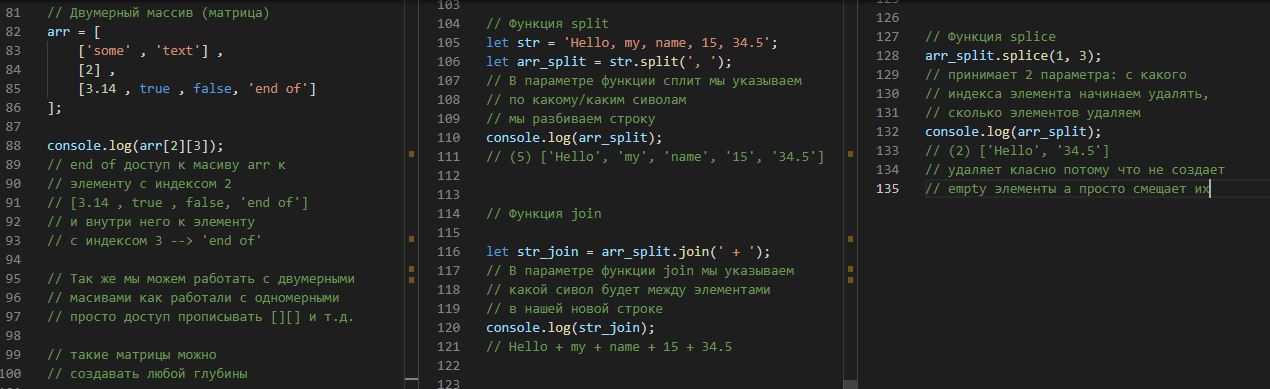 81 // Двумерный массив (матрица)
82 arr = [
83 ['some' , 'text'] ,
84 [2] ,
85 [3.14 , true , false, 'end of']
86 ];
87
88 console.log(arr[2][3]);
89 // end of доступ к масиву arr к
90 // элементу с индексом 2
91 // [3.14 , true , false, 'end of']
92 // и внутри него к элементу
93 // с индексом 3 --> 'end of'
94
95 // Так же мы можем работать с двумерными
96 // масивами как работали с одномерными
97 // просто доступ прописывать [][] и т.д.
98
99 // такие матрицы можно
100 // создавать любой глубины
103
104 // Функция split
105 let str = 'Hello, my, name, 15, 34.5';
106 let arr_split = str.split(', ');
107 // В параметре функции сплит мы указываем
108 // по какому/каким сиволам
109 // мы разбиваем строку
110 console.log(arr_split);
111 // (5) ['Hello', 'my', 'name', '15', '34.5']
112
113
114 // Функция join
115
116 let str_join = arr_split.join(' + ');
117 // В параметре функции join мы указываем
118 // какой сивол будет между элементами
119 // в нашей новой строке
120 console.log(str_join);
121 // Hello + my + name + 15 + 34.5
122
123
126
127 // Функция splice
128 arr_split.splice(1, 3);
129 // принимает 2 параметра: с какого
130 // индекса элемента начинаем удалять,
131 // сколько элементов удаляем
132 console.log(arr_split);
133 // (2) ['Hello', '34.5']
134 // удаляет класно потому что не создает
135 // empty элементы а просто смещает их